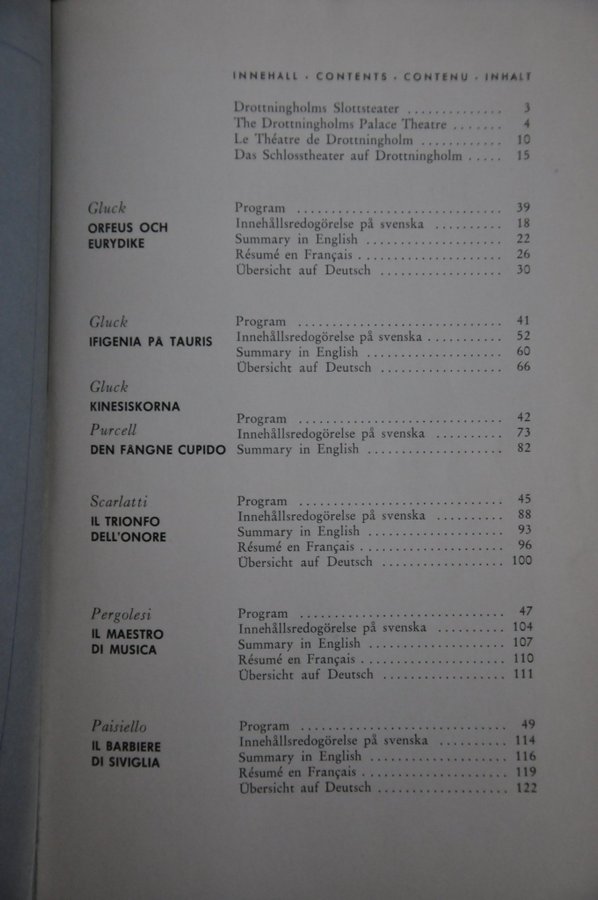 INNEHALL · CONTENTS · CONTENU · INHALT
Drottningholms Slottsteater ............. 3
The Drottningholms Palace Theatre ....... 4
Le Théatre de Drottningholm ............ 10
Das Schlosstheater auf Drottningholm ..... 15
Gluck
ORFEUS OCH
EURYDIKE
Program .............................. 39
Innehållsredogörelse på svenska .......... 18
Summary in English .................... 22
Résumé en Français ..................... 26
Übersicht auf Deutsch .................. 30
Gluck
IFIGENIA PA TAURIS
Program .............................. 41
Innehållsredogörelse på svenska ........... 52
Summary in English .................... 60
Übersicht auf Deutsch .................. 66
Gluck
KINESISKORNA
Purcell
DEN FANGNE CUPIDO
Program .............................. 42
Innehållsredogörelse på svenska .......... 73
Summary in English .................... 82
Scarlatti
IL TRIONFO
DELL'ONORE
Program .............................. 45
Innehållsredogörelse på svenska .......... 88
Summary in English .................... 93
Résumé en Français ..................... 96
Übersicht auf Deutsch .................. 100
Pergolesi
IL MAESTRO
DI MUSICA
Program .............................. 47
Innehållsredogörelse på svenska .......... 104
Summary in English .................... 107
Résumé en Français ..................... 110
Übersicht auf Deutsch .................. 111
Paisiello
IL BARBIERE
DI SIVIGLIA
Program .............................. 49
Innehållsredogörelse på svenska .......... 114
Summary in English .................... 116
Résumé en Français ..................... 119
Übersicht auf Deutsch ................... 122